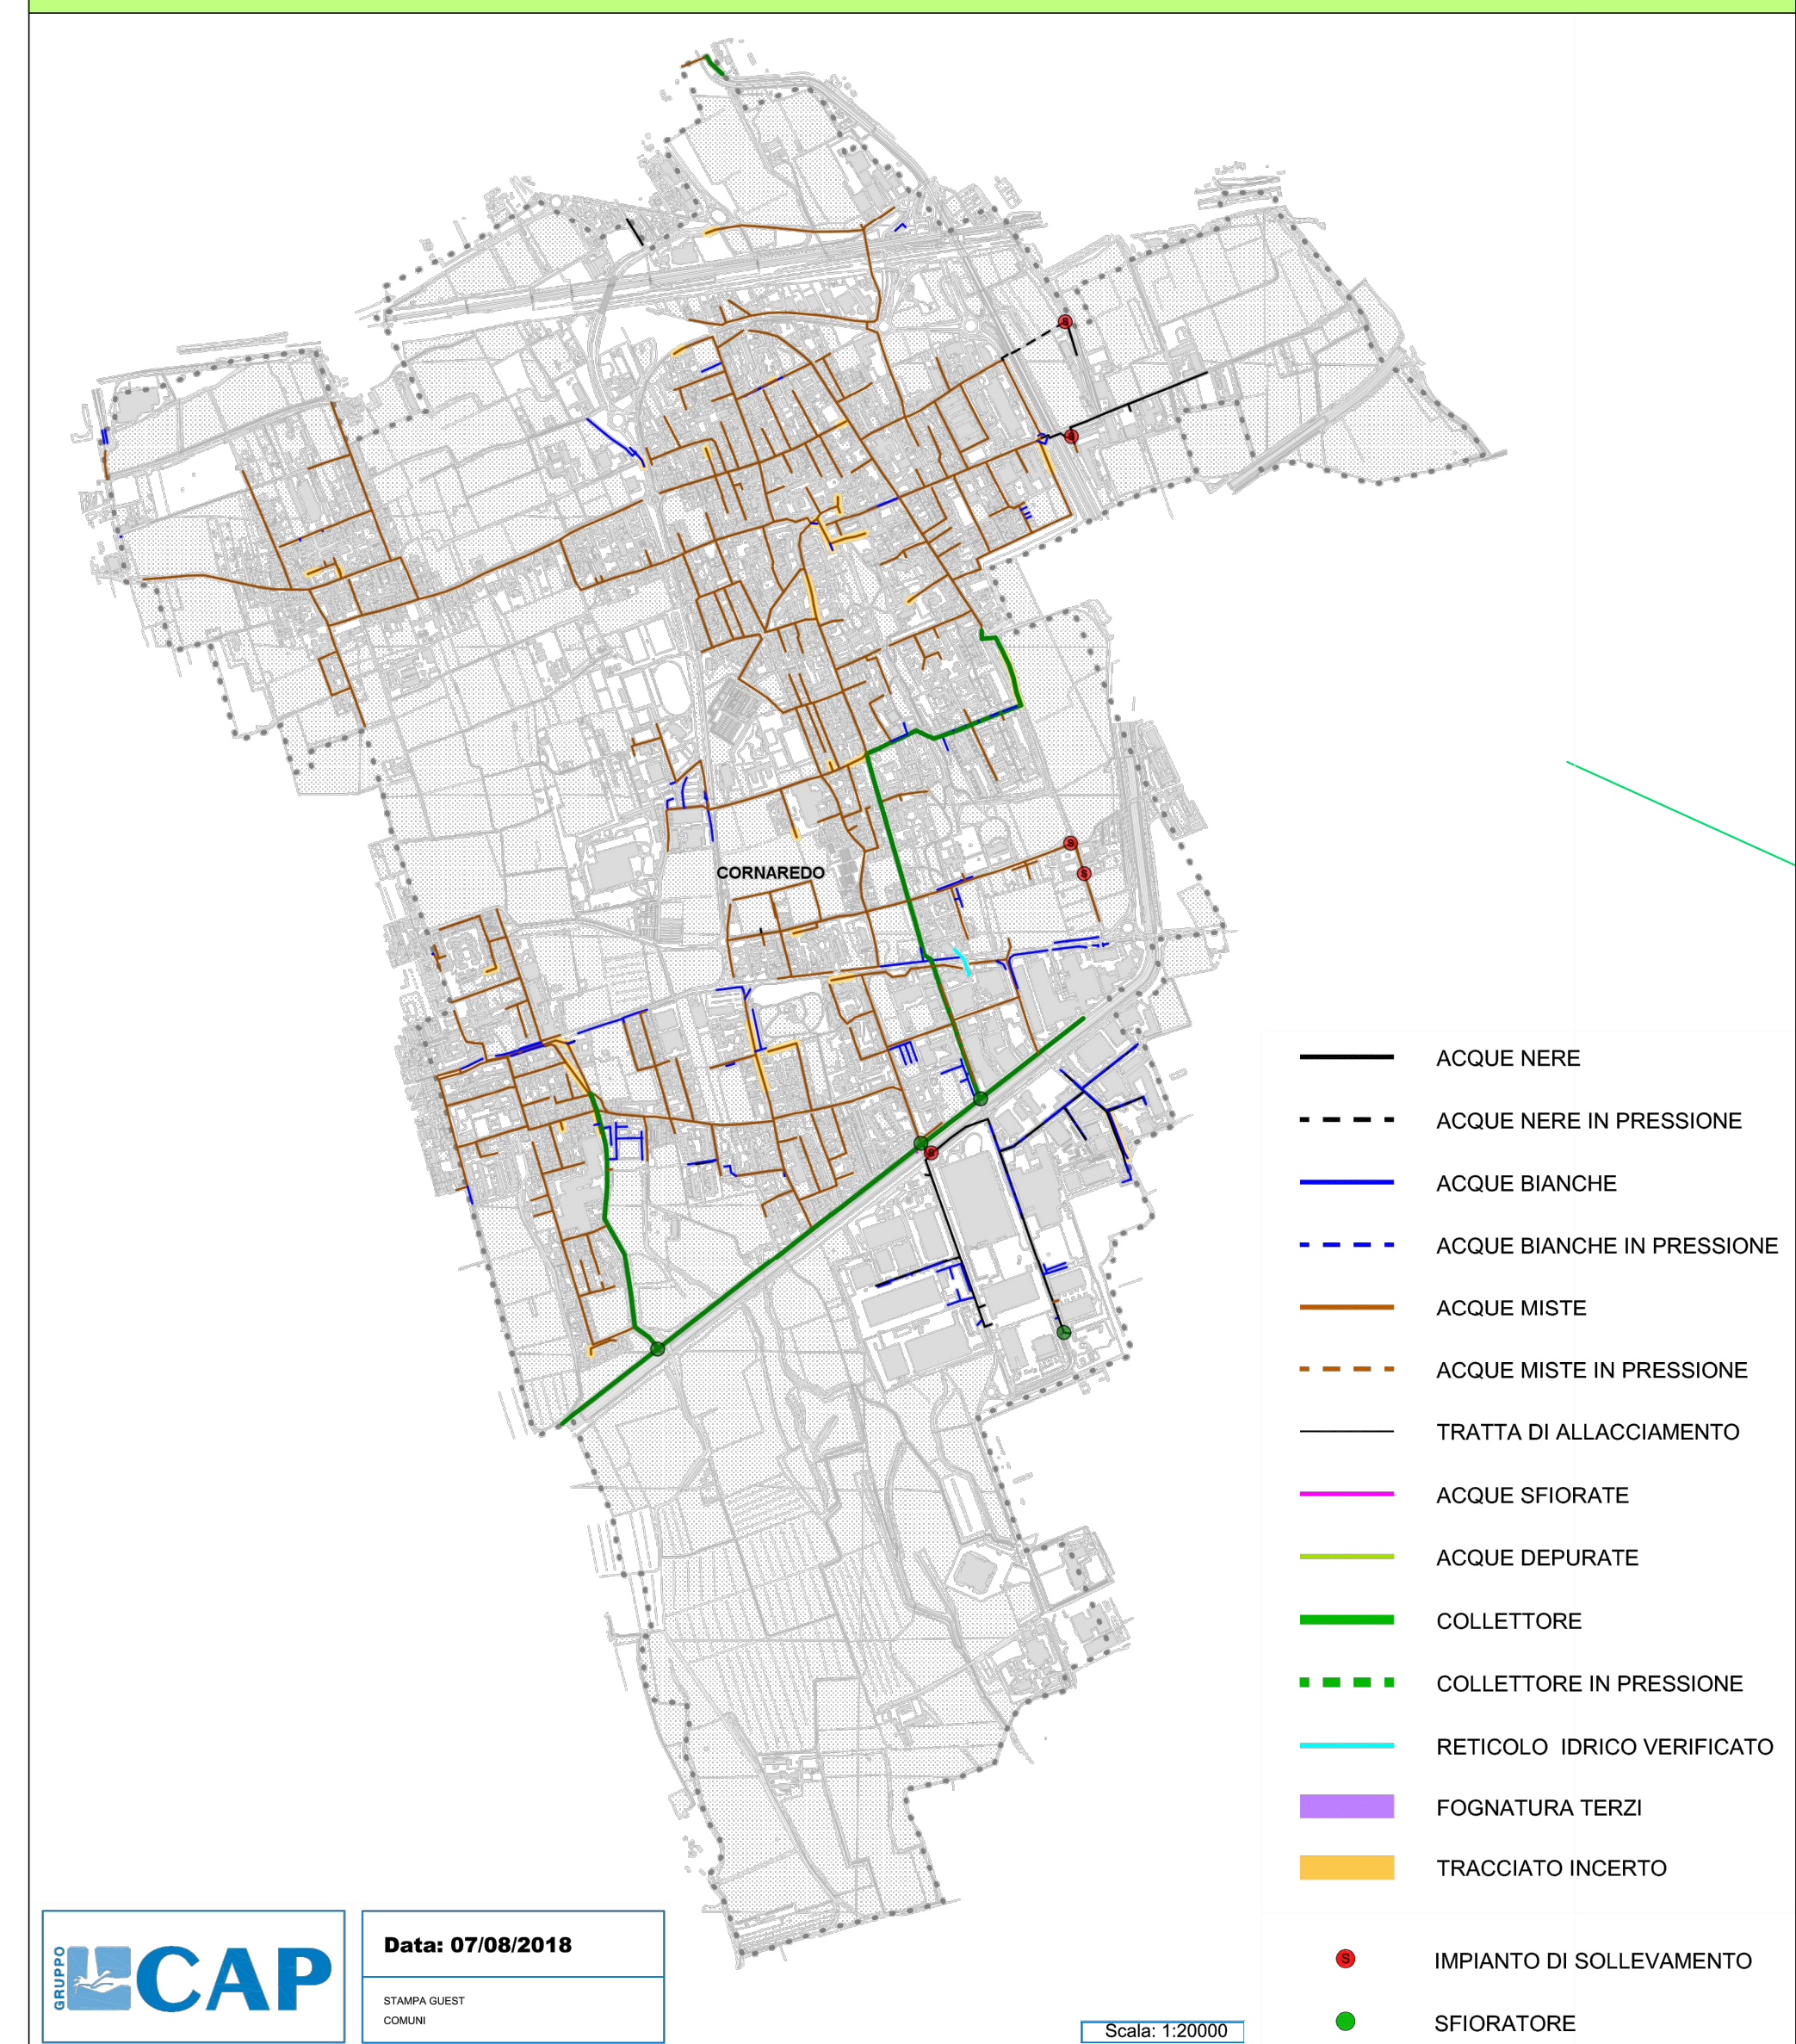 CORNAREDO
ACQUE NERE
ACQUE NERE IN PRESSIONE
ACQUE BIANCHE
ACQUE BIANCHE IN PRESSIONE
ACQUE MISTE
ACQUE MISTE IN PRESSIONE
TRATTA DI ALLACCIAMENTO
ACQUE SFIORATE
ACQUE DEPURATE
COLLETTORE
COLLETTORE IN PRESSIONE
RETICOLO IDRICO VERIFICATO
FOGNATURA TERZI
TRACCIATO INCERTO
S IMPIANTO DI SOLLEVAMENTO
SFIORATORE
GRUPPO CAP
Data: 07/08/2018
STAMPA GUEST
COMUNI
Scala: 1:20000
S
S
S
S
S